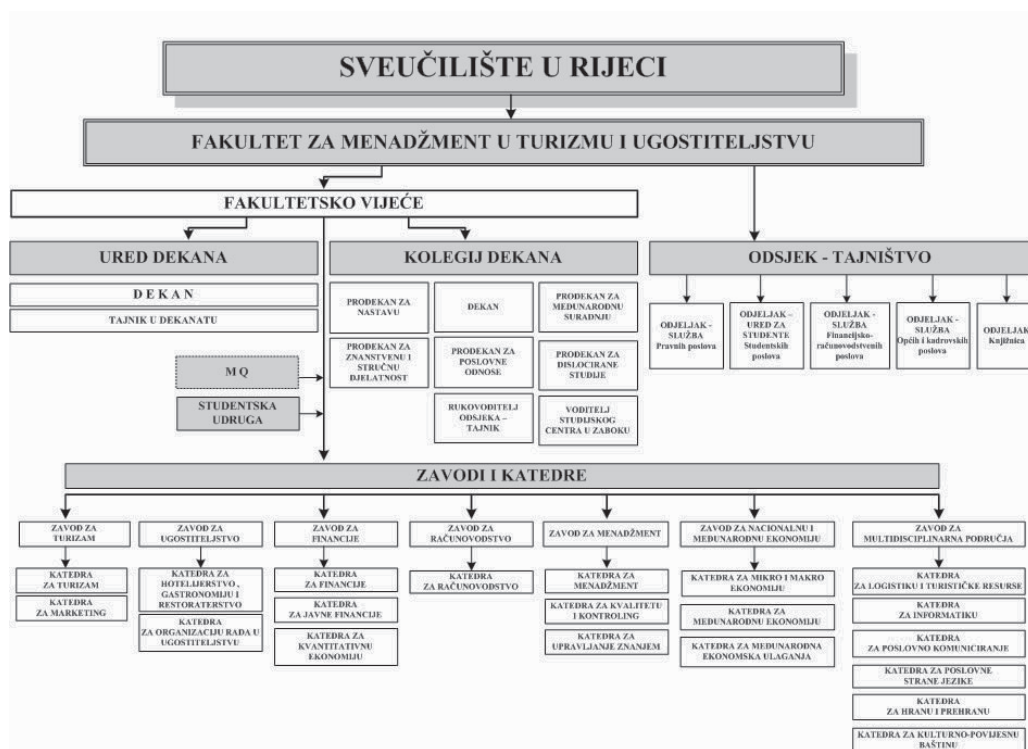 SVEUČILIŠTE U RIJECI
FAKULTET ZA MENADŽMENT U TURIZMU I UGOSTITELJSTVU
FAKULTETSKO VIJEĆE
URED DEKANA
DEKAN
TAJNIK U DEKANATU
KOLEGIJ DEKANA
PRODEKAN ZA
NASTAVU
DEKAN
PRODEKAN ZA
MEĐUNARODNU
SURADNJU
PRODEKAN ZA
ZNANSTVENU I
STRUČNU
DJELATNOST
PRODEKAN ZA
POSLOVNE
ODNOSE
PRODEKAN ZA
DISLOCIRANE
STUDIJE
RUKOVODITELJ
ODSJEKA –
TAJNIK
VODITELJ
STUDIJSKOG
CENTRA U ZABOKU
ODSJEK - TAJNIŠTVO
ODJELJAK -
SLUŽBA
Pravnih poslova
ODJELJAK –
URED ZA
STUDENTE
Studentskih
poslova
ODJELJAK -
SLUŽBA
Financijsko-
računovodstvenih
poslova
ODJELJAK -
SLUŽBA
Općih i kadrovskih
poslova
ODJELJAK
Knjižnica
M Q
STUDENTSKA
UDRUGA
ZAVODI I KATEDRE
ZAVOD ZA
TURIZAM
KATEDRA
ZA TURIZAM
KATEDRA
ZA MARKETING
ZAVOD ZA
UGOSTITELJSTVO
KATEDRA ZA
HOTELIJERSTVO ,
GASTRONOMIJU I
RESTORATERSTVO
KATEDRA
ZA ORGANIZACIJU RADA U
UGOSTITELJSTVU
ZAVOD ZA
FINANCIJE
KATEDRA
ZA FINANCIJE
KATEDRA
ZA JAVNE FINANCIJE
KATEDRA ZA
KVANTITATIVNU
EKONOMIJU
ZAVOD ZA
RAČUNOVODSTVO
KATEDRA
ZA RAČUNOVODSTVO
ZAVOD ZA MENADŽMENT
KATEDRA ZA
MENADŽMENT
KATEDRA ZA KVALITETU
I KONTROLING
KATEDRA ZA
UPRAVLJANJE ZNANJEM
ZAVOD ZA NACIONALNU I
MEĐUNARODNU EKONOMIJU
KATEDRA ZA MIKRO I MAKRO
EKONOMIJU
KATEDRA ZA
MEĐUNARODNU EKONOMIJU
KATEDRA ZA MEĐUNARODNA
EKONOMSKA ULAGANJA
ZAVOD ZA
MULTIDISCIPLINARNA PODRUČJA
KATEDRA
ZA LOGISTIKU I TURISTIČKE RESURSE
KATEDRA ZA
INFORMATIKU
KATEDRA
ZA POSLOVNO KOMUNICIRANJE
KATEDRA ZA POSLOVNE
STRANE JEZIKE
KATEDRA
ZA HRANU I PREHRANU
KATEDRA ZA KULTURNO-POVIJESNU
BAŠTINU